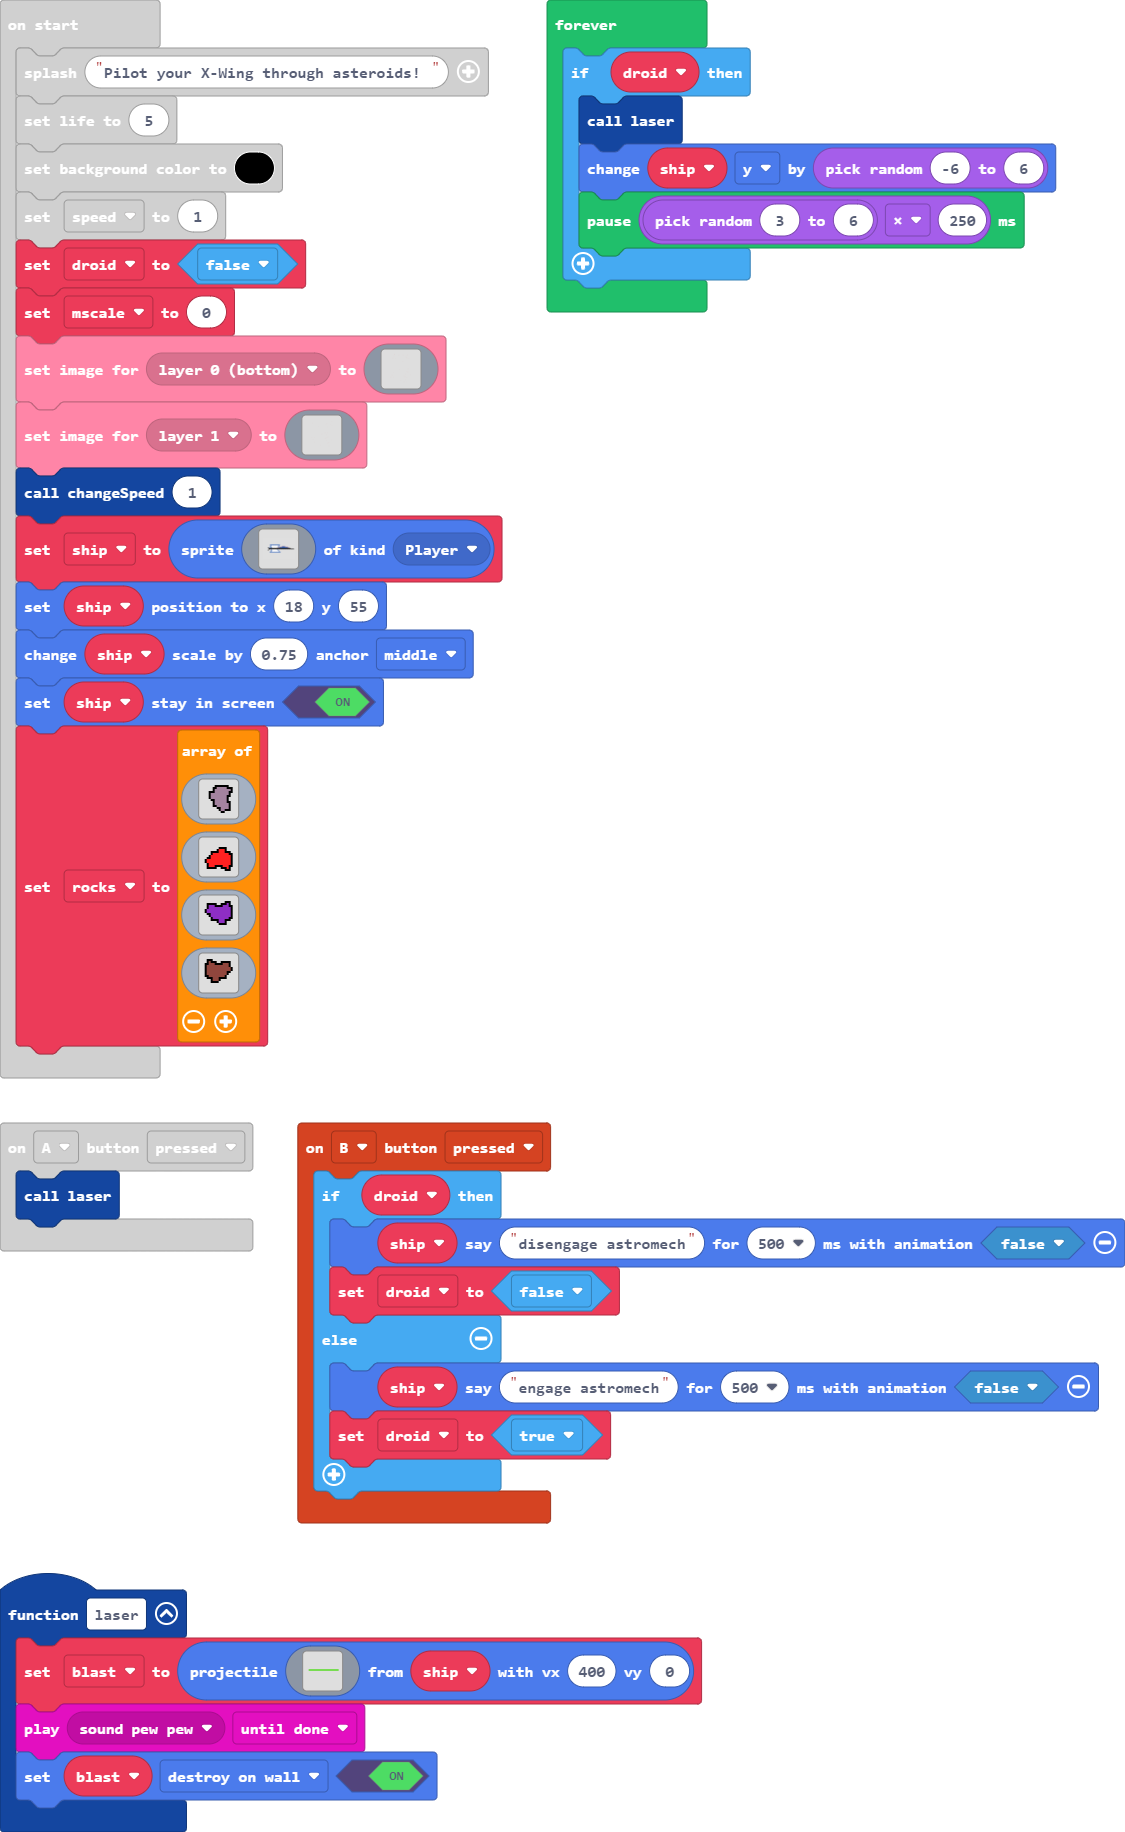 on start
splash "Pilot your X-Wing through asteroids! "
set life to 5
set background color to
set speed to 1
set droid to false
set mscale to 0
set image for layer 0 (bottom) to
set image for layer 1 to
call changeSpeed 1
set ship to sprite of kind Player
set ship position to x 18 y 55
change ship scale by 0.75 anchor middle
set ship stay in screen ON
array of
set rocks to
forever
if droid then
call laser
change ship y by pick random -6 to 6
pause pick random 3 to 6 × 250 ms
on A button pressed
call laser
on B button pressed
if droid then
ship say "disengage astromech" for 500 ms with animation false
set droid to false
else
ship say "engage astromech" for 500 ms with animation false
set droid to true
function laser
set blast to projectile from ship with vx 400 vy 0
play sound pew pew until done
set blast destroy on wall ON